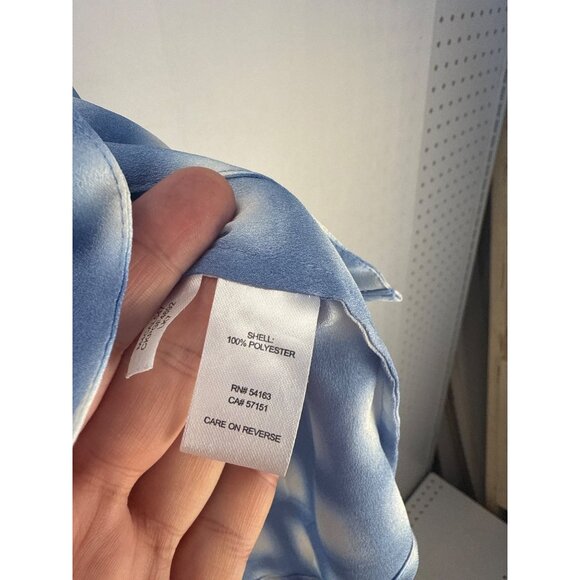 SHELL:
100% POLYESTER
RN# 54163
CA# 57151
CARE ON REVERSE